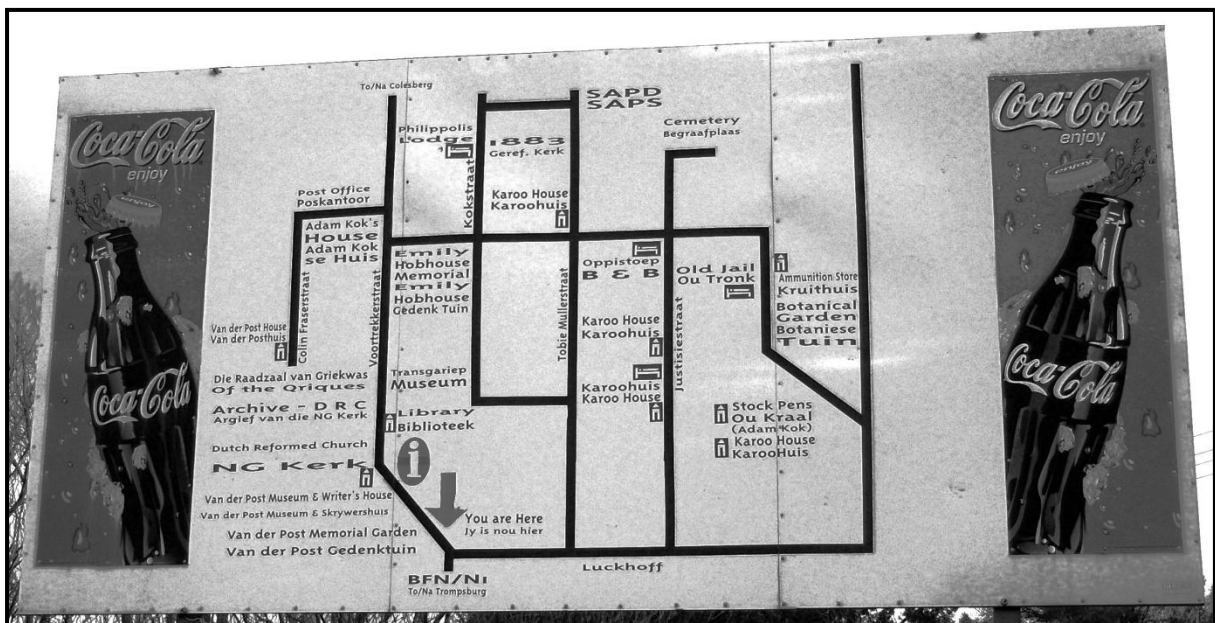 Coca-Cola
enjoy
Coca-Cola
To/Na Colesberg
Philippolis
Lodge
Kokstraat
1883
Geref. Kerk
SAPD
SAPS
Cemetery
Begraafplaas
Karoo House
Karoohuis
Post Office
Poskantoor
Adam Kok's
House
Adam Kok
se Huis
Colin Fraserstraat
Voortrekkerstraat
Van der Post House
Van der Posthuis
Emily
Hobhouse
Memorial
Emily
Hobhouse
Gedenk Tuin
Transgariep
Museum
Tobie Mullerstraat
Oppistoep
B & B
Karoo House
Karoohuis
Karoohuis
Karoo House
Justisiestraat
Old Jail
Ou Tronk
Ammunition Store
Kruithuis
Botanical
Garden
Botaniese
Tuin
Stock Pens
Ou Kraal
(Adam Kok)
Karoo House
KarooHuis
Die Raadzaal van Griekwas
Of the Qriques
Archive - D R C
Argief van die NG Kerk
Library
Biblioteek
Dutch Reformed Church
NG Kerk
i
Van der Post Museum & Writer's House
Van der Post Museum & Skrywershuis
Van der Post Memorial Garden
Van der Post Gedenktuin
You are Here
Jy is nou hier
BFN/N1
To/Na Trompsburg
Luckhoff
Coca-Cola
enjoy
Coca-Cola